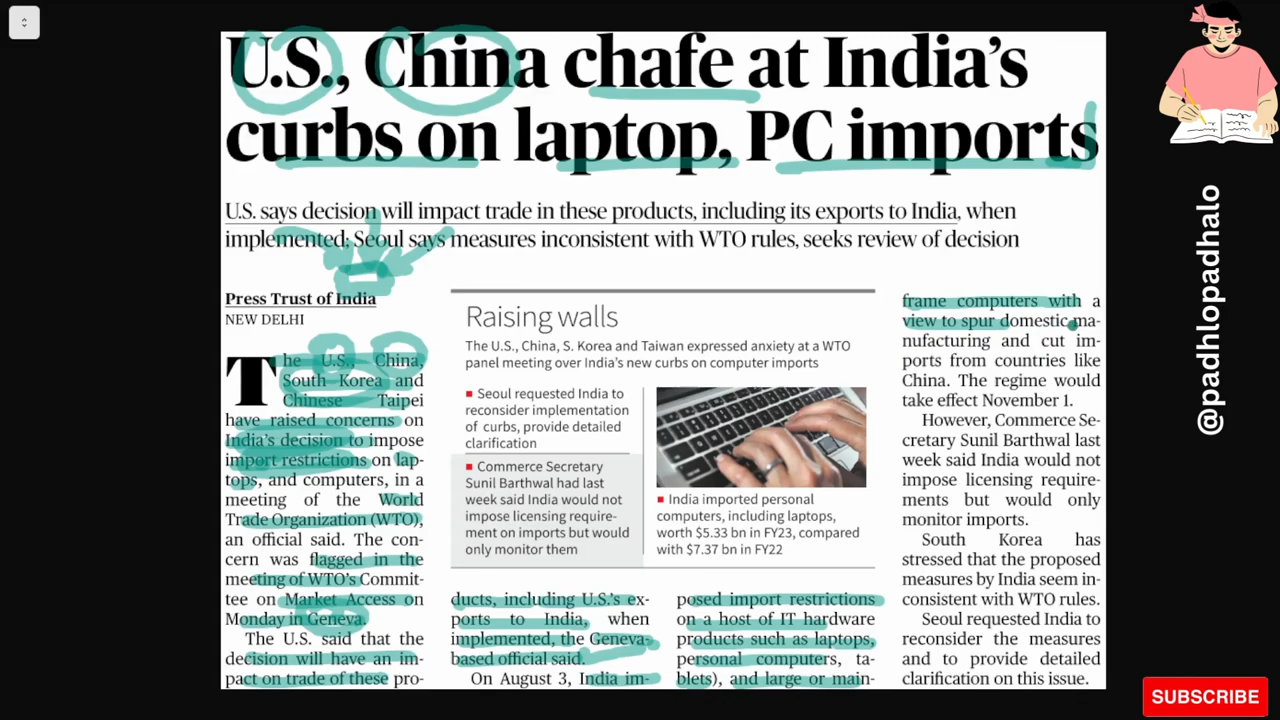 U.S., China chafe at India's
curbs on laptop, PC imports
U.S. says decision will impact trade in these products, including its exports to India, when
implemented; Seoul says measures inconsistent with WTO rules, seeks review of decision
Press Trust of India
NEW DELHI
The U.S., China,
South Korea and
Chinese Taipei
have raised concerns on
India's decision to impose
import restrictions on lap-
tops, and computers, in a
meeting of the World
Trade Organization (WTO),
an official said. The con-
cern was flagged in the
meeting of WTO's Commit-
tee on Market Access on
Monday in Geneva.
The U.S. said that the
decision will have an im-
pact on trade of these pro-
Raising walls
The U.S., China, S. Korea and Taiwan expressed anxiety at a WTO
panel meeting over India's new curbs on computer imports
Seoul requested India to
reconsider implementation
of curbs, provide detailed
clarification
Commerce Secretary
Sunil Barthwal had last
week said India would not
impose licensing require-
ment on imports but would
only monitor them
India imported personal
computers, including laptops,
worth $5.33 bn in FY23, compared
with $7.37 bn in FY22
ducts, including U.S.'s ex-
ports to India, when
implemented, the Geneva-
based official said.
On August 3, India im-
posed import restrictions
on a host of IT hardware
products such as laptops,
personal computers, ta-
blets), and large or main-
frame computers with a
view to spur domestic ma-
nufacturing and cut im-
ports from countries like
China. The regime would
take effect November 1.
However, Commerce Se-
cretary Sunil Barthwal last
week said India would not
impose licensing require-
ments but would only
monitor imports.
South Korea has
stressed that the proposed
measures by India seem in-
consistent with WTO rules.
Seoul requested India to
reconsider the measures
and to provide detailed
clarification on this issue.
@padhlopadhalo
SUBSCRIBE